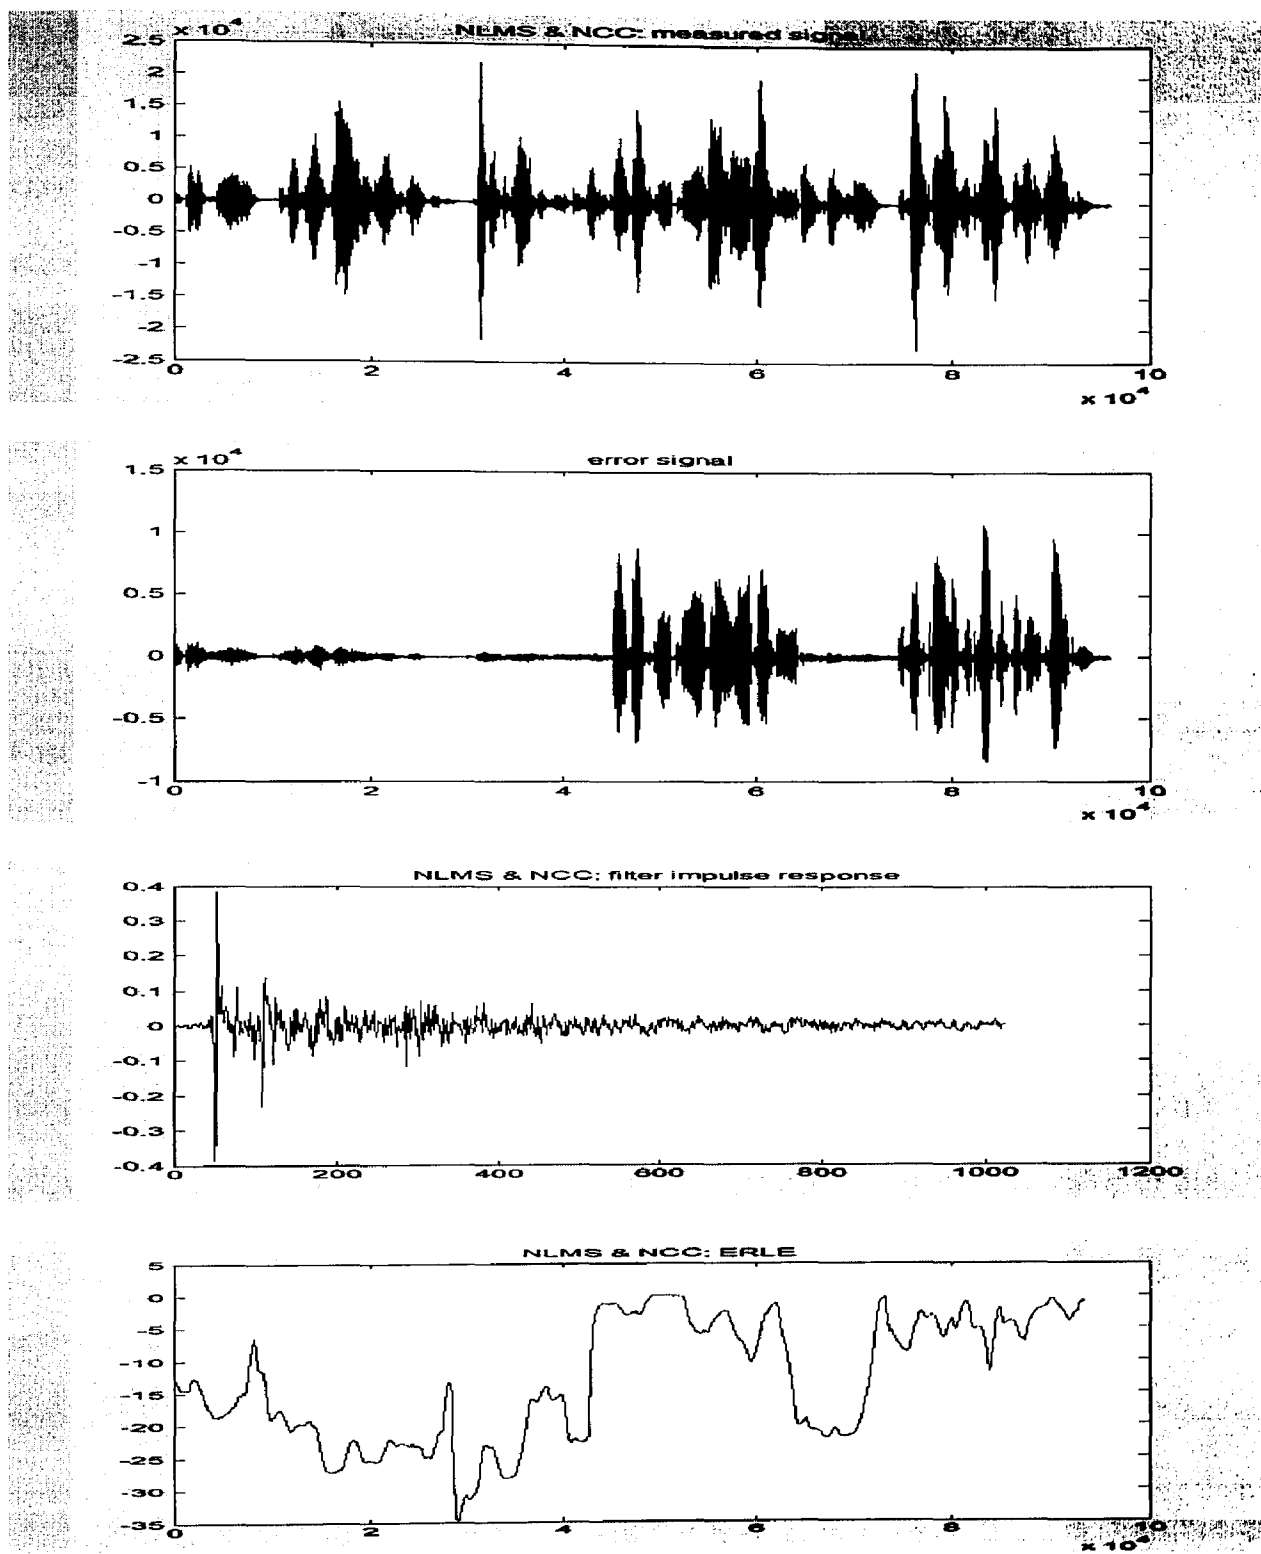 x 10^4
NLMS & NCC: measured signal
2.5
2
1.5
1
0.5
0
-0.5
-1
-1.5
-2
-2.5
0 2 4 6 8 10
x 10^4
x 10^4
error signal
1.5
1
0.5
0
-0.5
-1
0 2 4 6 8 10
x 10^4
NLMS & NCC: filter impulse response
0.4
0.3
0.2
0.1
0
-0.1
-0.2
-0.3
-0.4
0 200 400 600 800 1000 1200
NLMS & NCC: ERLE
5
0
-5
-10
-15
-20
-25
-30
-35
0 2 4 6 8 10
x 10^4